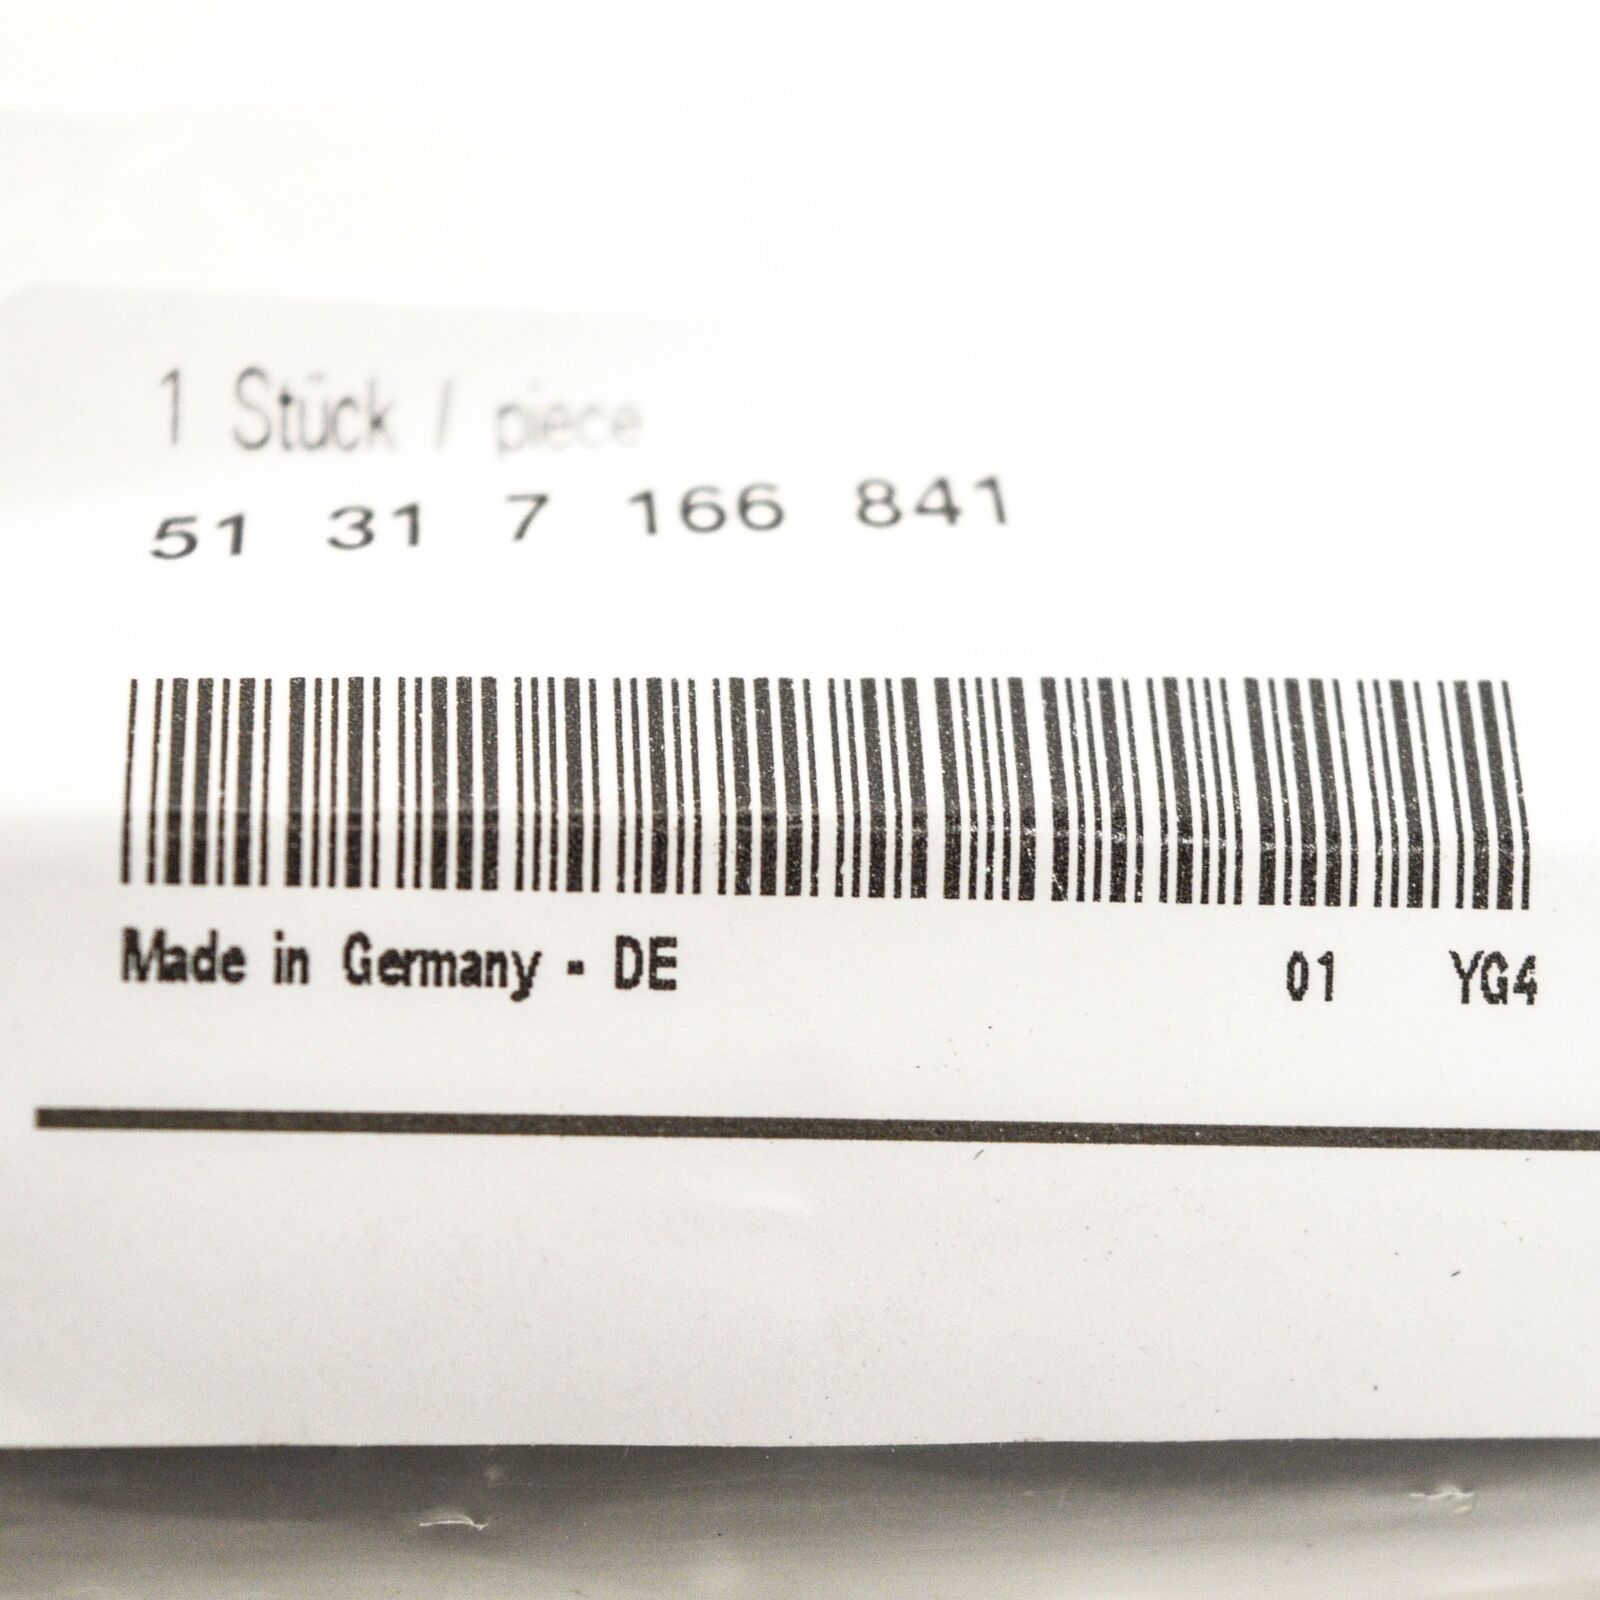 1 Stück / piece
51 31 7 166 841
Made in Germany - DE 01 YG4